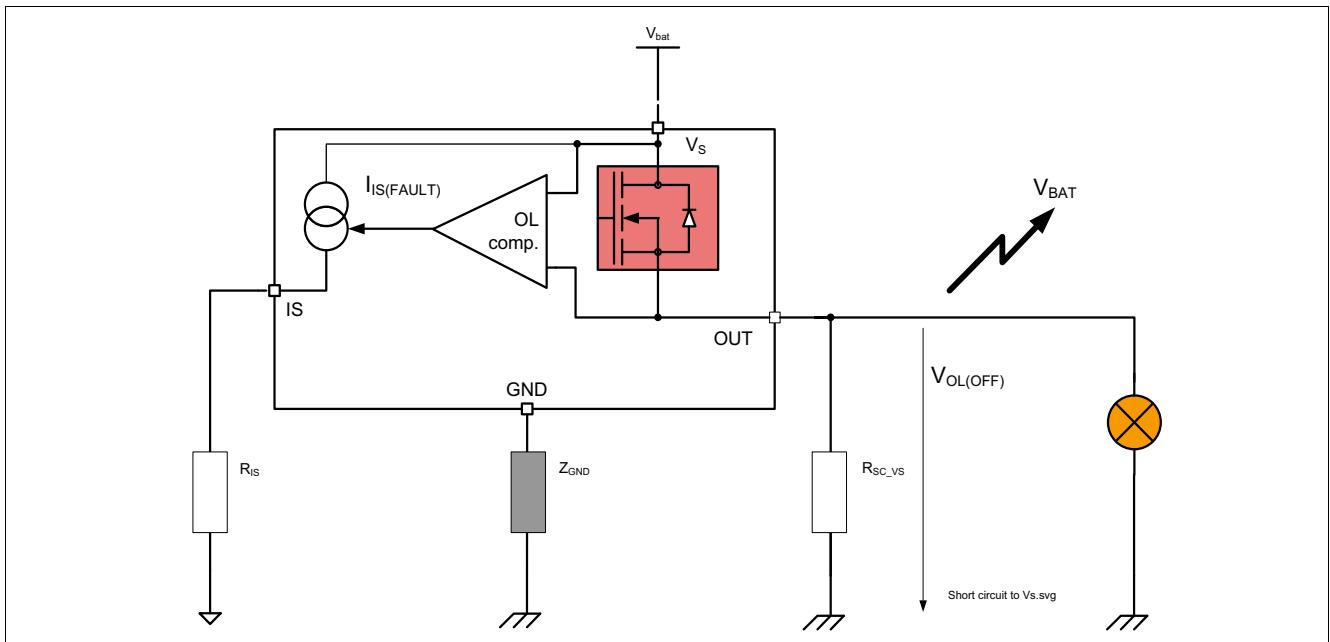 Vbat
VS
IIS(FAULT)
OL
comp.
VBAT
IS
OUT
VOL(OFF)
GND
RIS
ZGND
RSC_VS
Short circuit to Vs.svg